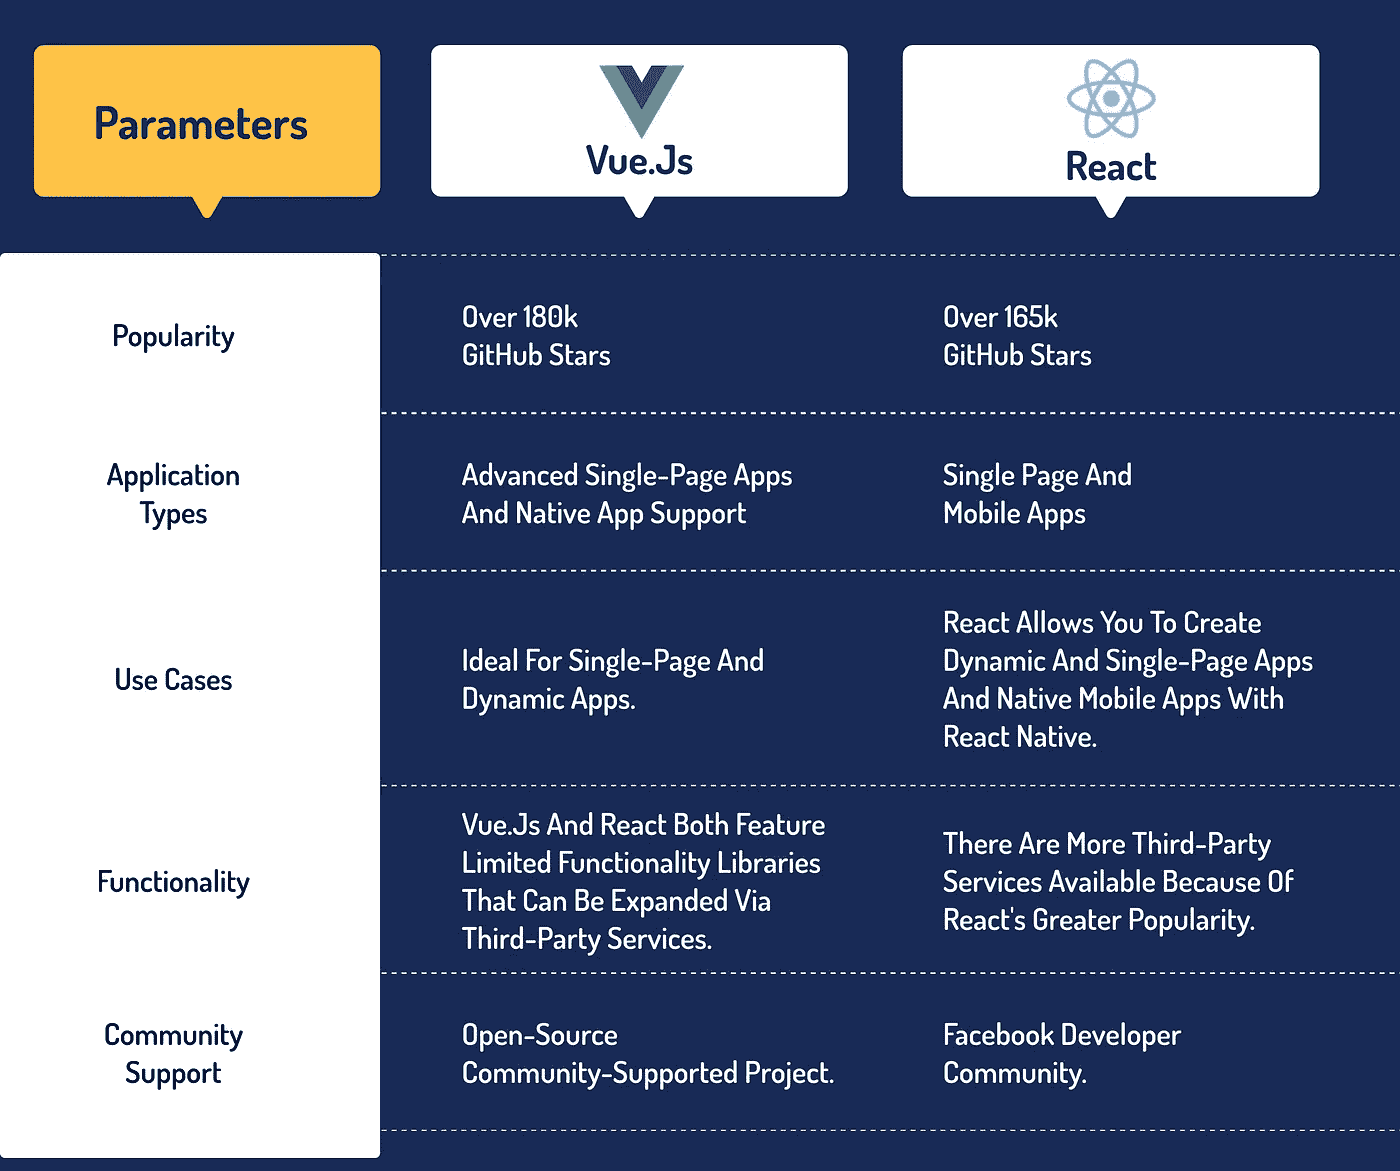 Parameters
Vue.Js
React
Popularity
Over 180k
GitHub Stars
Over 165k
GitHub Stars
Application
Types
Advanced Single-Page Apps
And Native App Support
Single Page And
Mobile Apps
Use Cases
Ideal For Single-Page And
Dynamic Apps.
React Allows You To Create
Dynamic And Single-Page Apps
And Native Mobile Apps With
React Native.
Functionality
Vue.Js And React Both Feature
Limited Functionality Libraries
That Can Be Expanded Via
Third-Party Services.
There Are More Third-Party
Services Available Because Of
React's Greater Popularity.
Community
Support
Open-Source
Community-Supported Project.
Facebook Developer
Community.